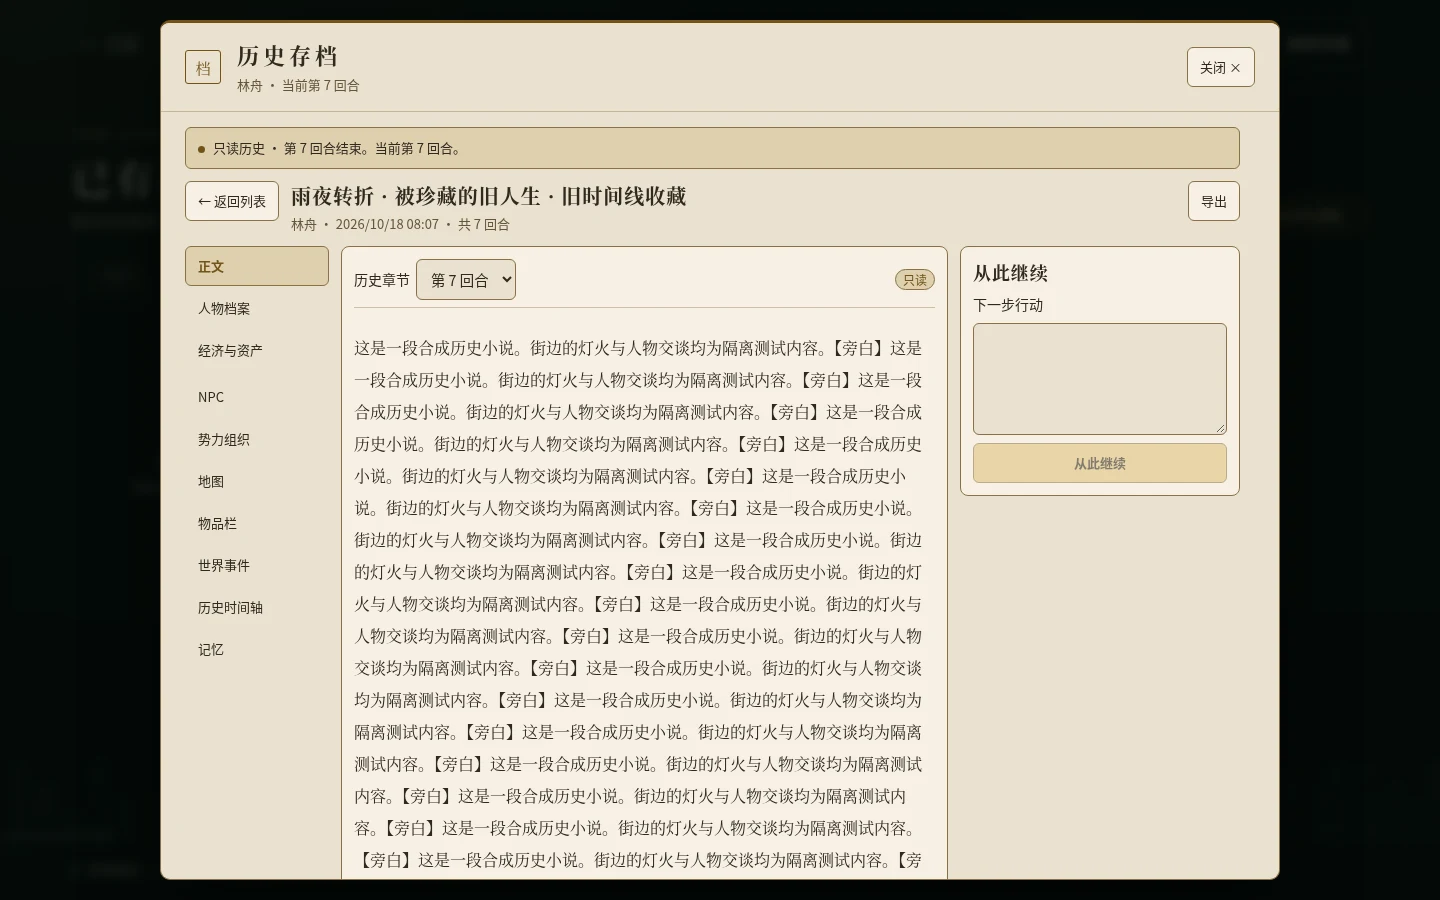 档
历史存档
林舟 · 当前第 7 回合
关闭 ×
只读历史 · 第 7 回合结束。当前第 7 回合。
← 返回列表
雨夜转折 · 被珍藏的旧人生 · 旧时间线收藏
林舟 · 2026/10/18 08:07 · 共 7 回合
导出
正文
人物档案
经济与资产
NPC
势力组织
地图
物品栏
世界事件
历史时间轴
记忆
历史章节 第 7 回合
只读
这是一段合成历史小说。街边的灯火与人物交谈均为隔离测试内容。【旁白】这是
一段合成历史小说。街边的灯火与人物交谈均为隔离测试内容。【旁白】这是一段
合成历史小说。街边的灯火与人物交谈均为隔离测试内容。【旁白】这是一段合成
历史小说。街边的灯火与人物交谈均为隔离测试内容。【旁白】这是一段合成历史
小说。街边的灯火与人物交谈均为隔离测试内容。【旁白】这是一段合成历史小
说。街边的灯火与人物交谈均为隔离测试内容。【旁白】这是一段合成历史小说。
街边的灯火与人物交谈均为隔离测试内容。【旁白】这是一段合成历史小说。街边
的灯火与人物交谈均为隔离测试内容。【旁白】这是一段合成历史小说。街边的灯
火与人物交谈均为隔离测试内容。【旁白】这是一段合成历史小说。街边的灯火与
人物交谈均为隔离测试内容。【旁白】这是一段合成历史小说。街边的灯火与人物
交谈均为隔离测试内容。【旁白】这是一段合成历史小说。街边的灯火与人物交谈
均为隔离测试内容。【旁白】这是一段合成历史小说。街边的灯火与人物交谈均为
隔离测试内容。【旁白】这是一段合成历史小说。街边的灯火与人物交谈均为隔离
测试内容。【旁白】这是一段合成历史小说。街边的灯火与人物交谈均为隔离测试
内容。【旁白】这是一段合成历史小说。街边的灯火与人物交谈均为隔离测试内
容。【旁白】这是一段合成历史小说。街边的灯火与人物交谈均为隔离测试内容。
【旁白】这是一段合成历史小说。街边的灯火与人物交谈均为隔离测试内容。【旁
从此继续
下一步行动
从此继续
已有